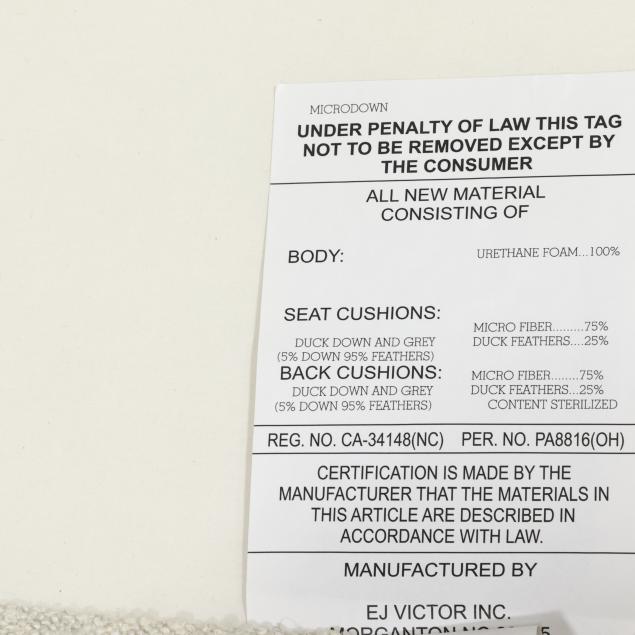 MICRODOWN
UNDER PENALTY OF LAW THIS TAG
NOT TO BE REMOVED EXCEPT BY
THE CONSUMER
ALL NEW MATERIAL
CONSISTING OF
BODY: URETHANE FOAM...100%
SEAT CUSHIONS:
MICRO FIBER.........75%
DUCK DOWN AND GREY DUCK FEATHERS....25%
(5% DOWN 95% FEATHERS)
BACK CUSHIONS: MICRO FIBER........75%
DUCK DOWN AND GREY DUCK FEATHERS...25%
(5% DOWN 95% FEATHERS) CONTENT STERILIZED
REG. NO. CA-34148(NC) PER. NO. PA8816(OH)
CERTIFICATION IS MADE BY THE
MANUFACTURER THAT THE MATERIALS IN
THIS ARTICLE ARE DESCRIBED IN
ACCORDANCE WITH LAW.
MANUFACTURED BY
EJ VICTOR INC.
MORGANTON NC